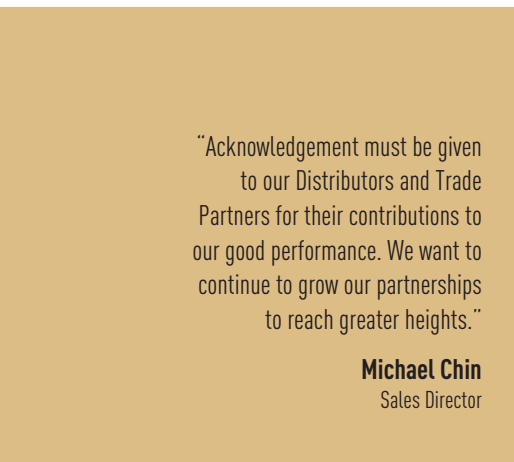 “Acknowledgement must be given
to our Distributors and Trade
Partners for their contributions to
our good performance. We want to
continue to grow our partnerships
to reach greater heights.”
Michael Chin
Sales Director